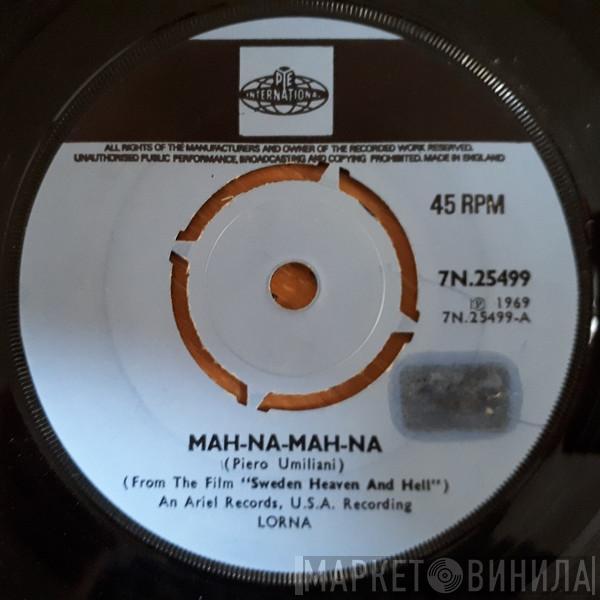 PYE
INTERNATIONAL
ALL RIGHTS OF THE MANUFACTURERS AND OWNER OF THE RECORDED WORK RESERVED.
UNAUTHORISED PUBLIC PERFORMANCE, BROADCASTING AND COPYING PROHIBITED. MADE IN ENGLAND
45 RPM
7N.25499
Ⓟ 1969
7N.25499-A
MAH-NA-MAH-NA
(Piero Umiliani)
(From The Film "Sweden Heaven And Hell")
An Ariel Records, U.S.A. Recording
LORNA
МАРКЕТ ВИНИЛА